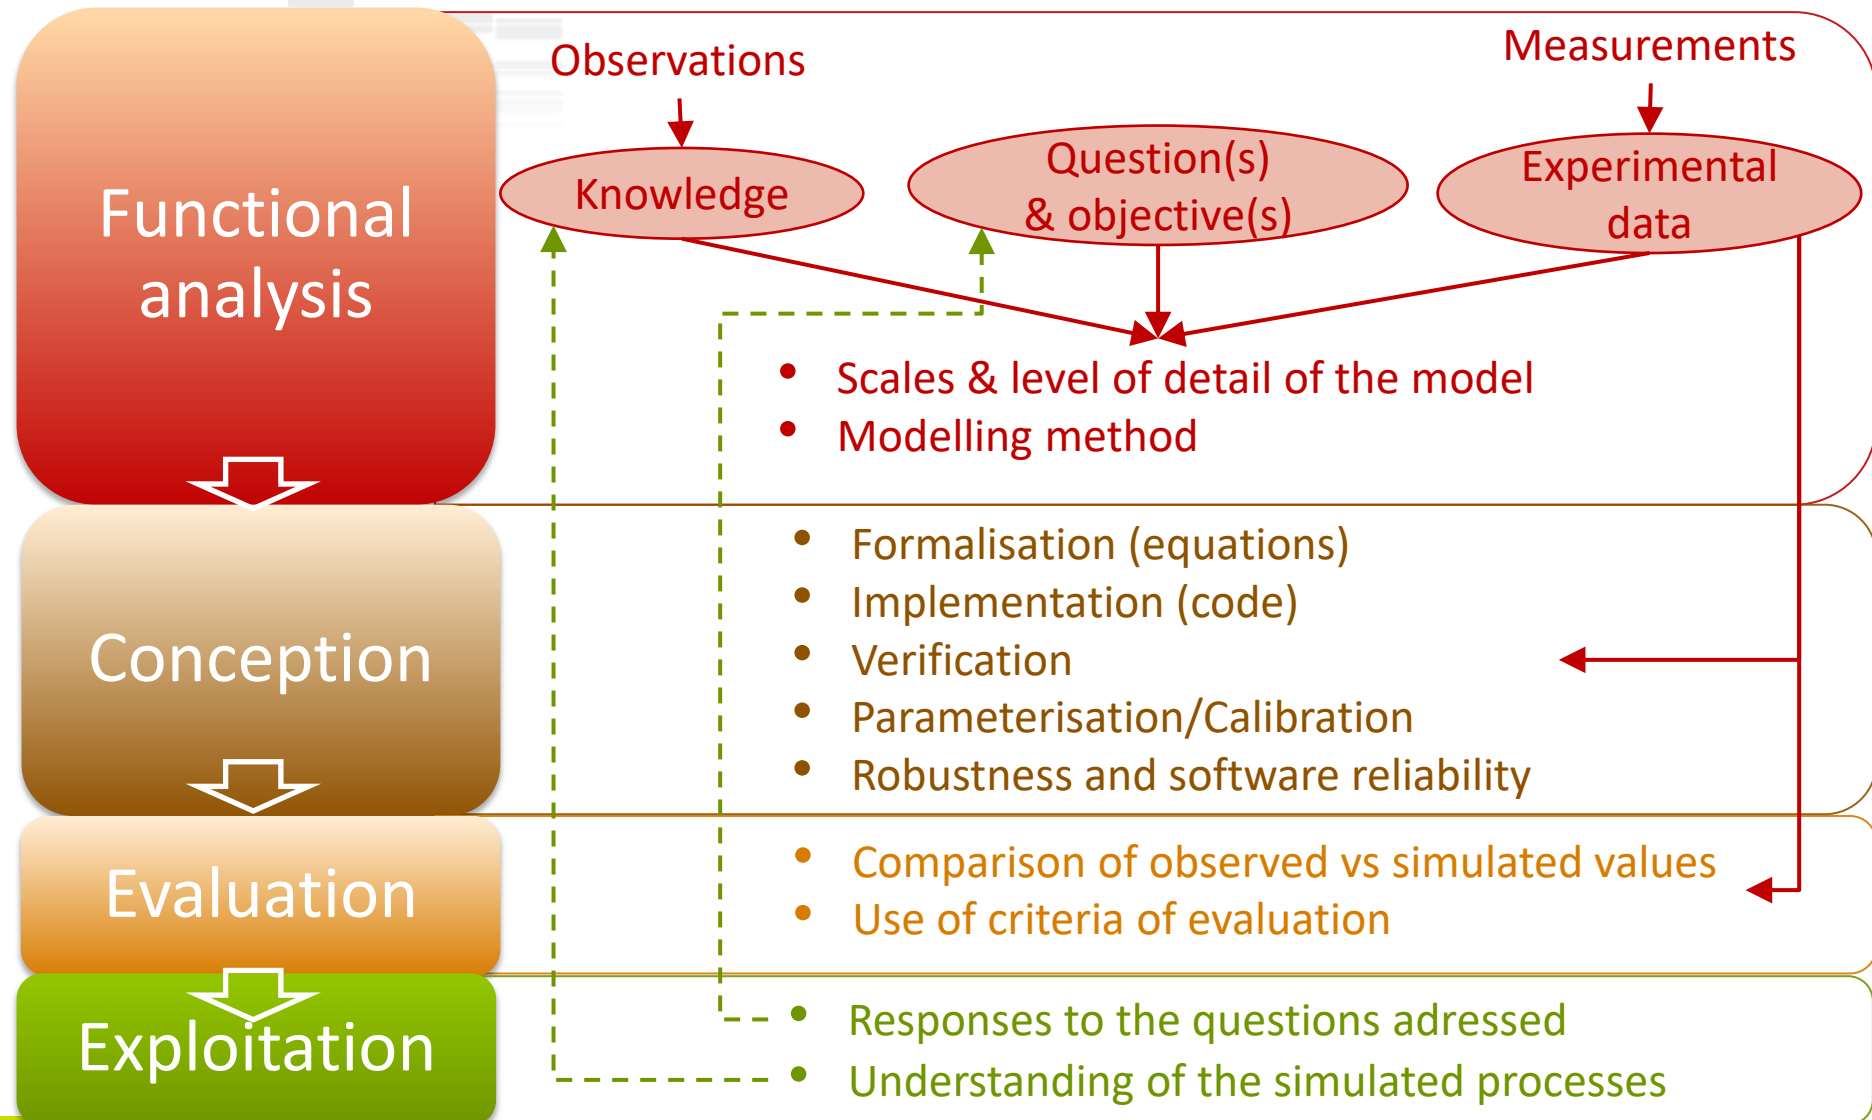 Functional
analysis
Observations
Measurements
Knowledge
Question(s)
& objective(s)
Experimental
data
• Scales & level of detail of the model
• Modelling method
Conception
• Formalisation (equations)
• Implementation (code)
• Verification
• Parameterisation/Calibration
• Robustness and software reliability
Evaluation
• Comparison of observed vs simulated values
• Use of criteria of evaluation
Exploitation
• Responses to the questions adressed
• Understanding of the simulated processes